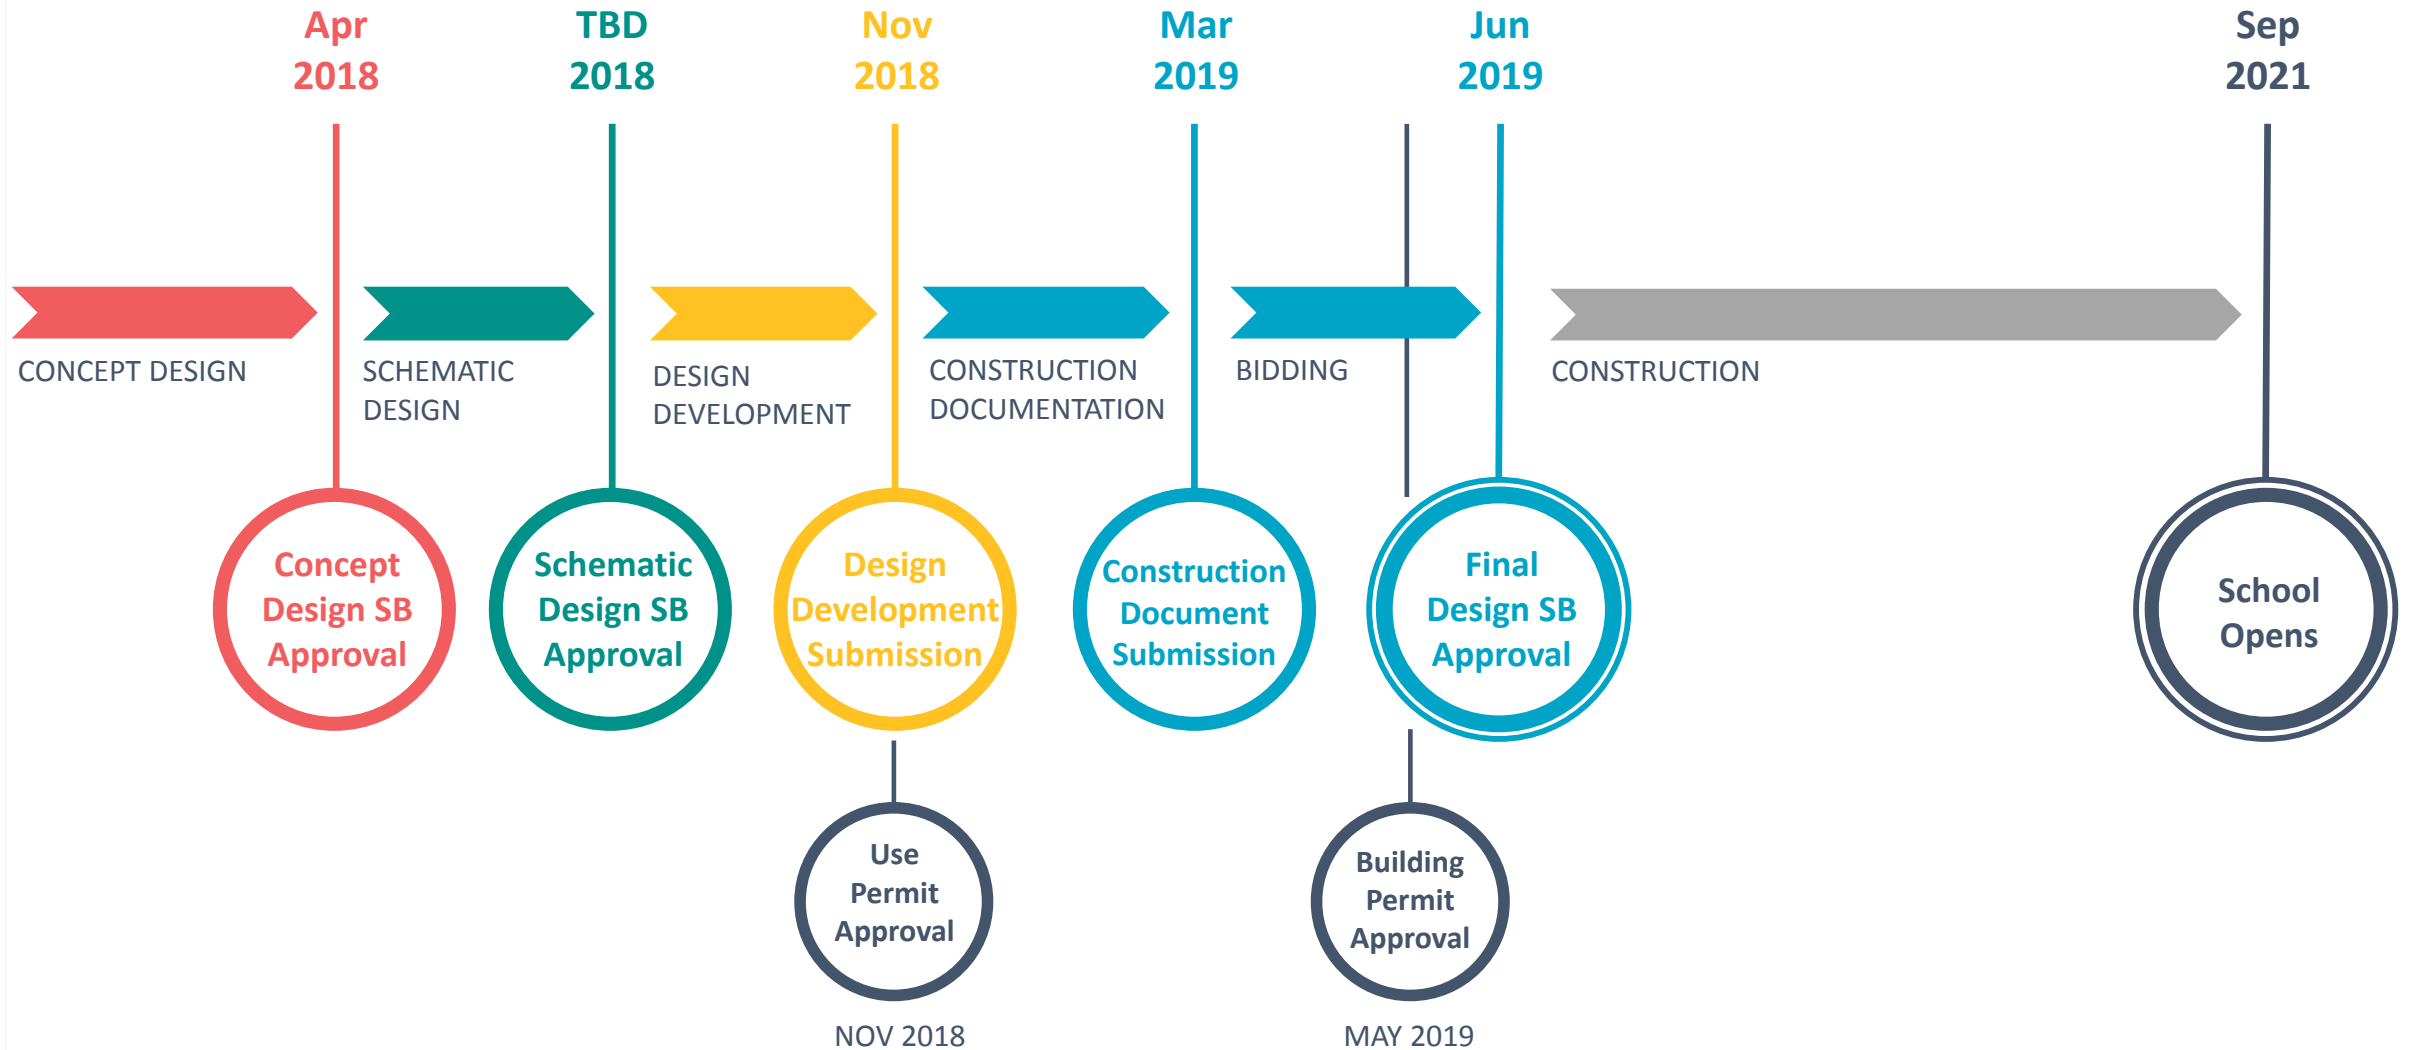 Apr
2018
TBD
2018
Nov
2018
Mar
2019
Jun
2019
Sep
2021
CONCEPT DESIGN
SCHEMATIC
DESIGN
DESIGN
DEVELOPMENT
CONSTRUCTION
DOCUMENTATION
BIDDING
CONSTRUCTION
Concept
Design SB
Approval
Schematic
Design SB
Approval
Design
Development
Submission
Construction
Document
Submission
Final
Design SB
Approval
School
Opens
Use
Permit
Approval
NOV 2018
Building
Permit
Approval
MAY 2019